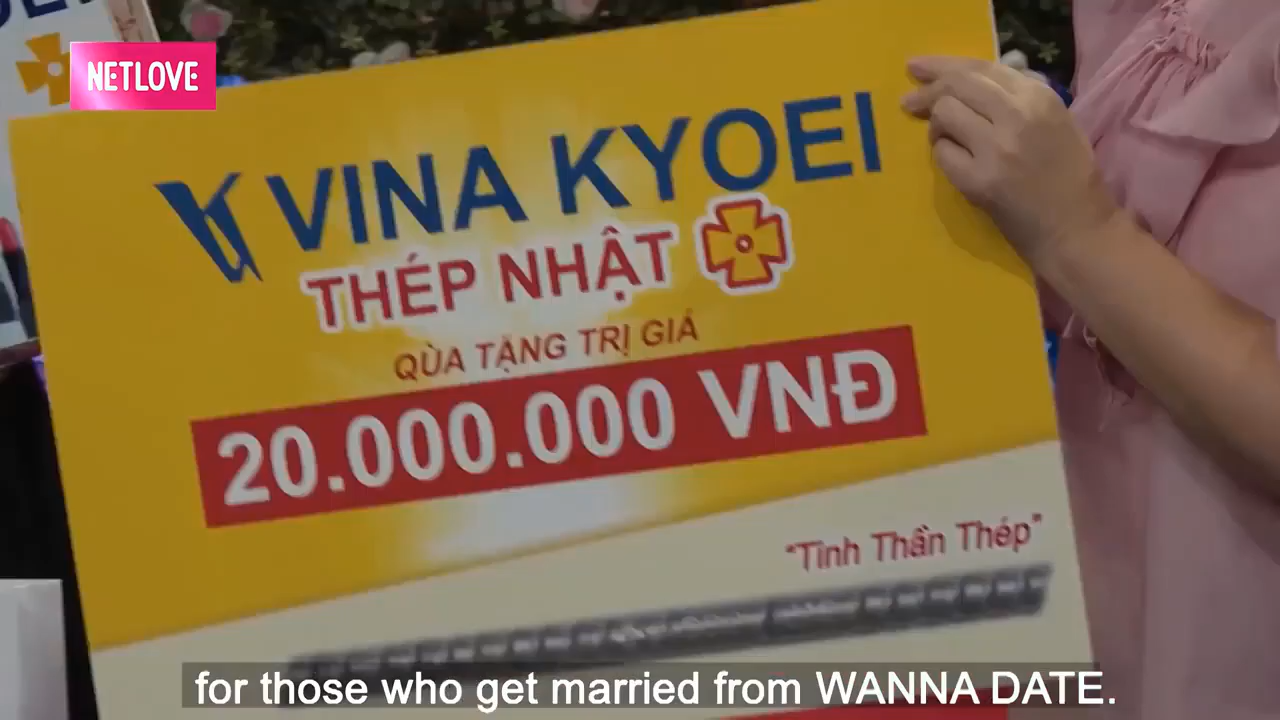 NETLOVE
VINA KYOEI
THÉP NHẬT
QÙA TẶNG TRỊ GIÁ
20.000.000 VNĐ
“Tinh Thần Thép”
for those who get married from WANNA DATE.